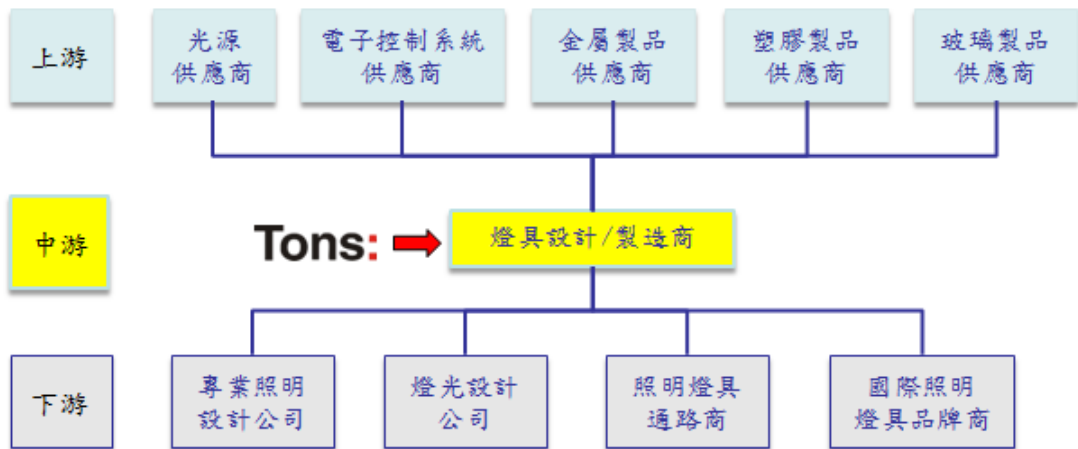 上游
光源
供應商
電子控制系統
供應商
金屬製品
供應商
塑膠製品
供應商
玻璃製品
供應商
中游
Tons:
燈具設計/製造商
下游
專業照明
設計公司
燈光設計
公司
照明燈具
通路商
國際照明
燈具品牌商